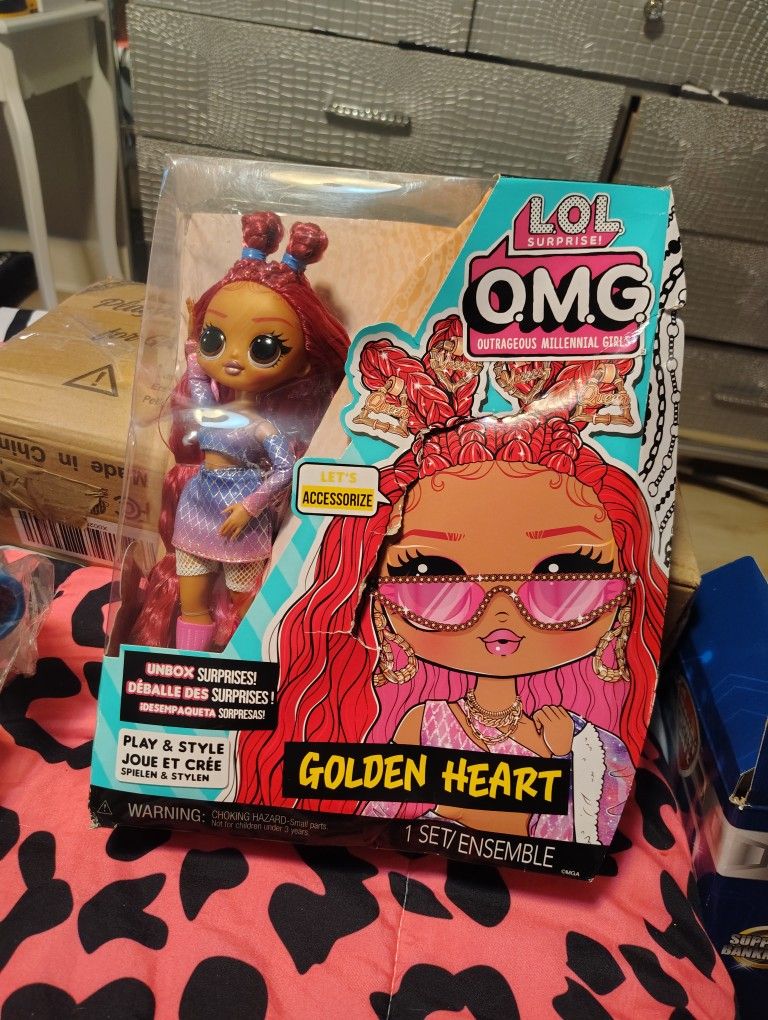 L.O.L.
SURPRISE!
O.M.G.
OUTRAGEOUS MILLENNIAL GIRLS
Queen
Queen
LET'S
ACCESSORIZE
UNBOX SURPRISES!
DÉBALLE DES SURPRISES !
¡DESEMPAQUETA SORPRESAS!
PLAY & STYLE
JOUE ET CRÉE
SPIELEN & STYLEN
GOLDEN HEART
WARNING: CHOKING HAZARD-Small parts.
Not for children under 3 years.
1 SET/ENSEMBLE
©MGA
Made in Chin